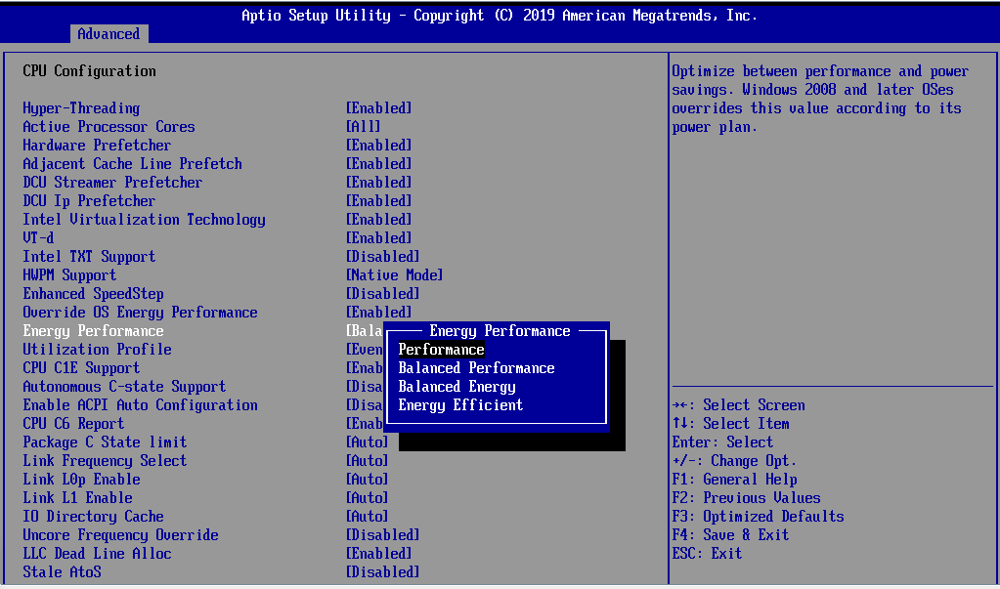 Aptio Setup Utility - Copyright (C) 2019 American Megatrends, Inc.
Advanced
CPU Configuration
Hyper-Threading [Enabled]
Active Processor Cores [All]
Hardware Prefetcher [Enabled]
Adjacent Cache Line Prefetch [Enabled]
DCU Streamer Prefetcher [Enabled]
DCU Ip Prefetcher [Enabled]
Intel Virtualization Technology [Enabled]
VT-d [Enabled]
Intel TXT Support [Disabled]
HWPM Support [Native Mode]
Enhanced SpeedStep [Disabled]
Override OS Energy Performance [Enabled]
Energy Performance [Bala
Utilization Profile [Even
CPU C1E Support [Enab
Autonomous C-state Support [Disa
Enable ACPI Auto Configuration [Disa
CPU C6 Report [Enab
Package C State limit [Auto]
Link Frequency Select [Auto]
Link L0p Enable [Auto]
Link L1 Enable [Auto]
IO Directory Cache [Auto]
Uncore Frequency Override [Disabled]
LLC Dead Line Alloc [Enabled]
Stale AtoS [Disabled]
Energy Performance
Performance
Balanced Performance
Balanced Energy
Energy Efficient
Optimize between performance and power
savings. Windows 2008 and later OSes
overrides this value according to its
power plan.
→←: Select Screen
↑↓: Select Item
Enter: Select
+/-: Change Opt.
F1: General Help
F2: Previous Values
F3: Optimized Defaults
F4: Save & Exit
ESC: Exit